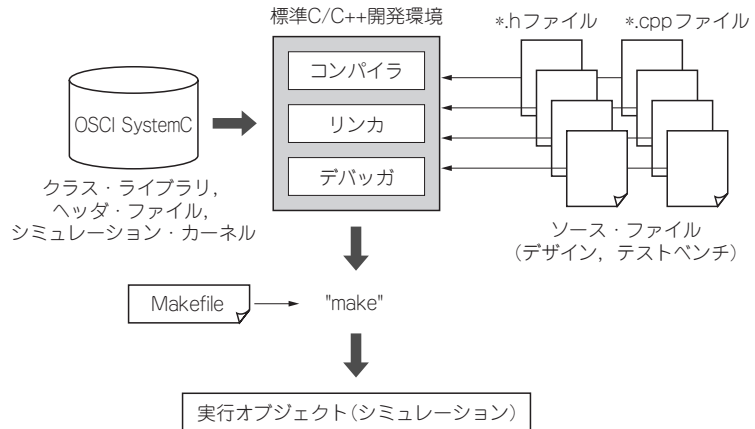 標準C/C++開発環境
*.hファイル
*.cppファイル
コンパイラ
リンカ
デバッガ
OSCI SystemC
クラス・ライブラリ,
ヘッダ・ファイル,
シミュレーション・カーネル
ソース・ファイル
(デザイン, テストベンチ)
Makefile
"make"
実行オブジェクト(シミュレーション)